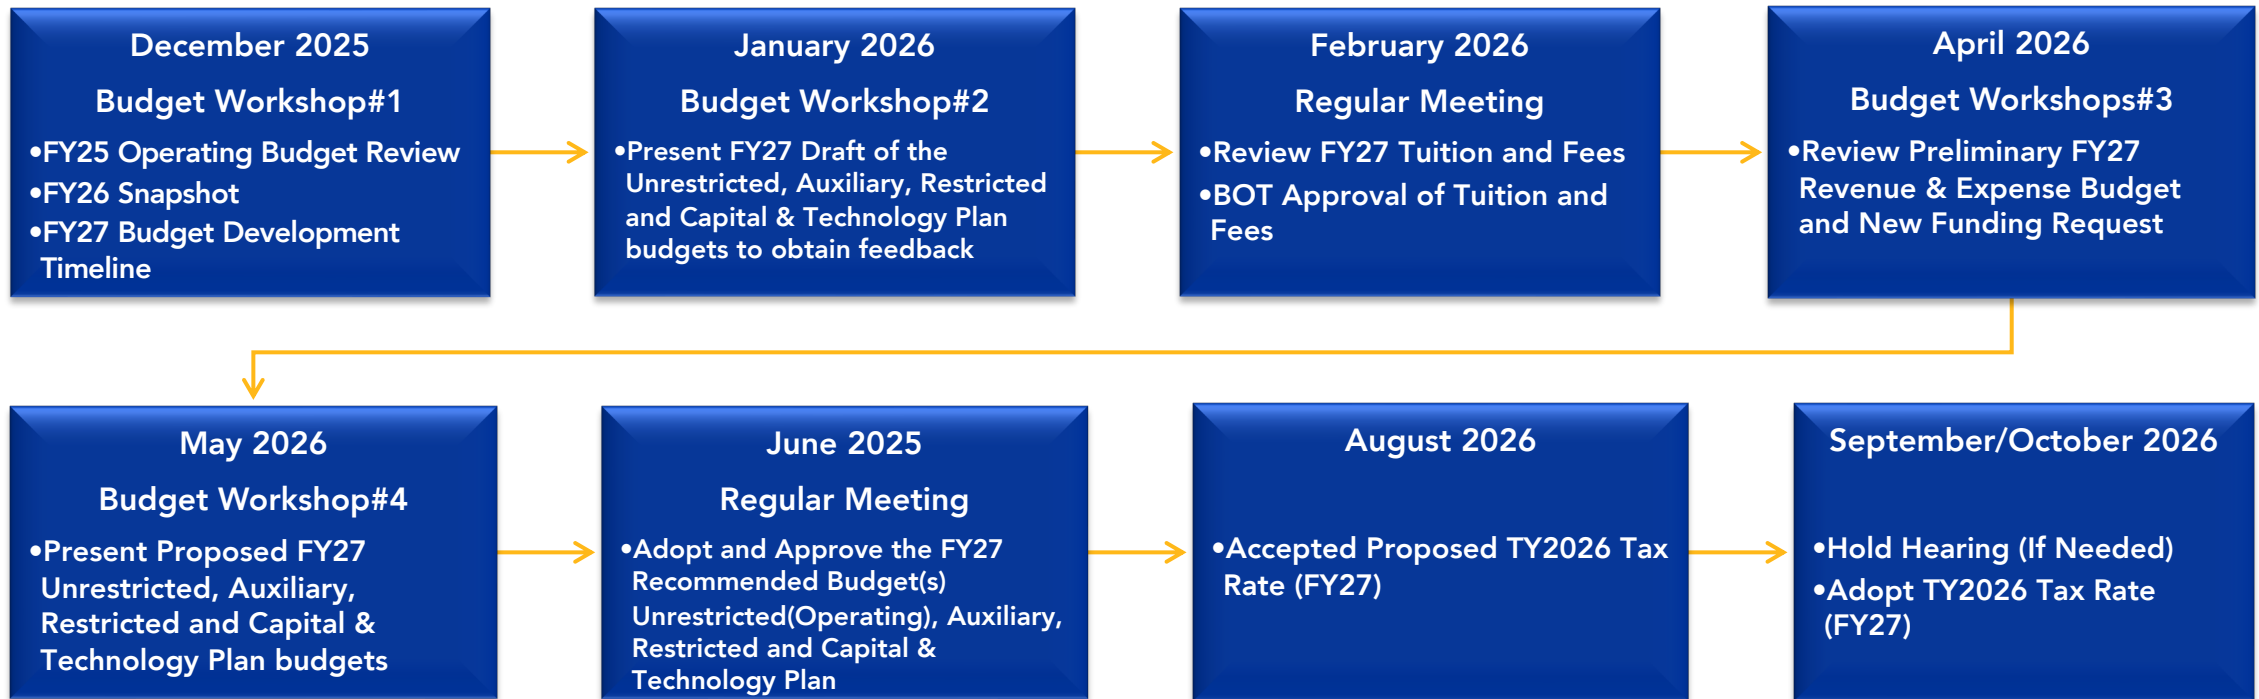 December 2025
Budget Workshop#1
•FY25 Operating Budget Review
•FY26 Snapshot
•FY27 Budget Development
Timeline
January 2026
Budget Workshop#2
•Present FY27 Draft of the
Unrestricted, Auxiliary, Restricted
and Capital & Technology Plan
budgets to obtain feedback
February 2026
Regular Meeting
•Review FY27 Tuition and Fees
•BOT Approval of Tuition and
Fees
April 2026
Budget Workshops#3
•Review Preliminary FY27
Revenue & Expense Budget
and New Funding Request
May 2026
Budget Workshop#4
•Present Proposed FY27
Unrestricted, Auxiliary,
Restricted and Capital &
Technology Plan budgets
June 2025
Regular Meeting
•Adopt and Approve the FY27
Recommended Budget(s)
Unrestricted(Operating), Auxiliary,
Restricted and Capital &
Technology Plan
August 2026
•Accepted Proposed TY2026 Tax
Rate (FY27)
September/October 2026
•Hold Hearing (If Needed)
•Adopt TY2026 Tax Rate
(FY27)